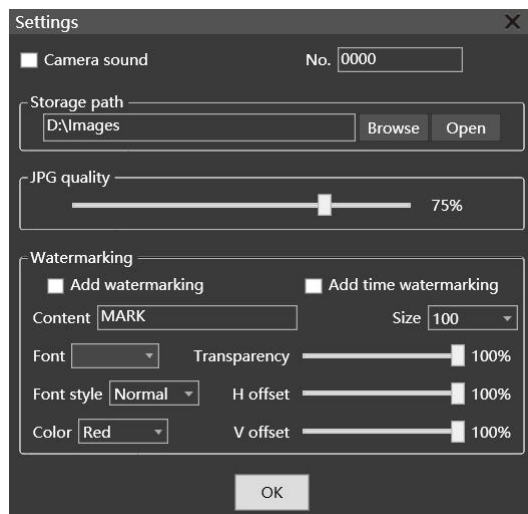 Settings
Camera sound No. 0000
Storage path
D:\Images Browse Open
JPG quality
75%
Watermarking
Add watermarking Add time watermarking
Content MARK Size 100
Font Transparency 100%
Font style Normal H offset 100%
Color Red V offset 100%
OK